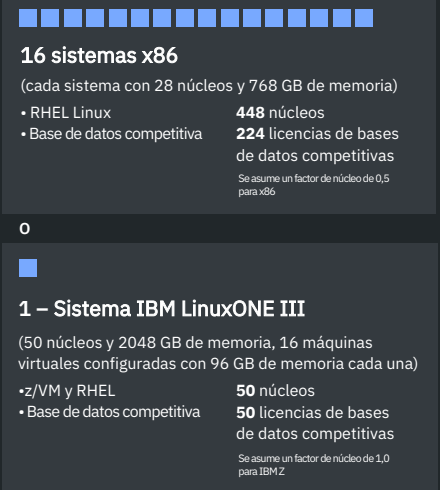 16 sistemas x86
(cada sistema con 28 núcleos y 768 GB de memoria)
• RHEL Linux
• Base de datos competitiva
448 núcleos
224 licencias de bases
de datos competitivas
Se asume un factor de núcleo de 0,5
para x86
O
1 – Sistema IBM LinuxONE III
(50 núcleos y 2048 GB de memoria, 16 máquinas
virtuales configuradas con 96 GB de memoria cada una)
•z/VM y RHEL
• Base de datos competitiva
50 núcleos
50 licencias de bases
de datos competitivas
Se asume un factor de núcleo de 1,0
para IBM Z